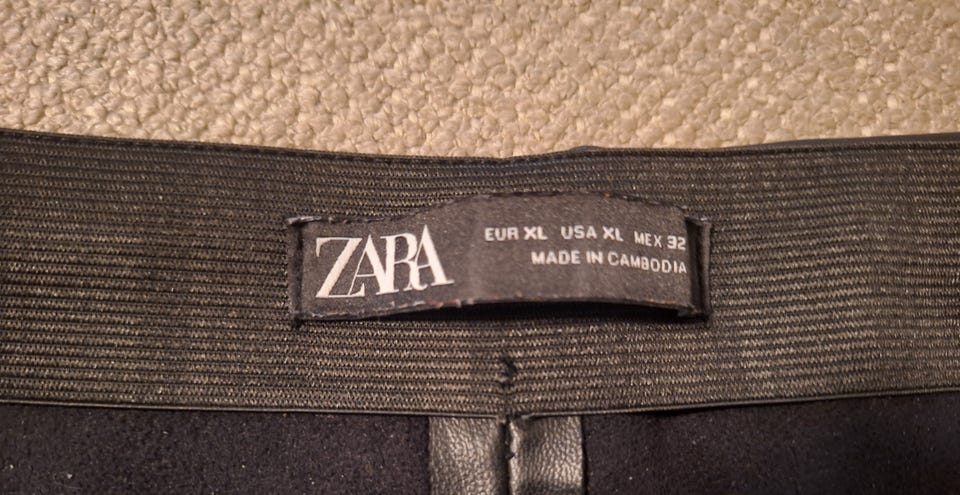 ZARA
EUR XL USA XL MEX 32
MADE IN CAMBODIA